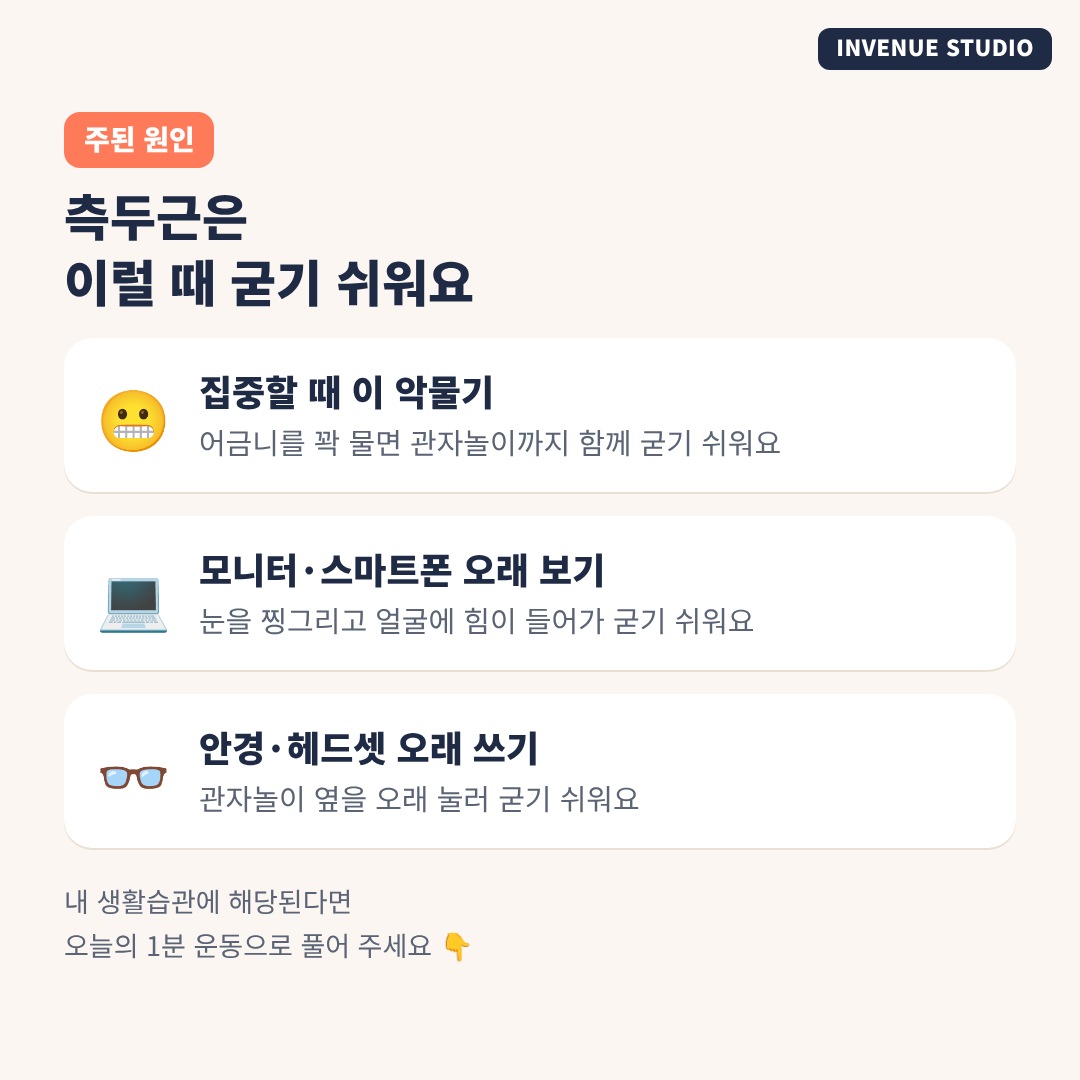 INVENUE STUDIO
주된 원인
측두근은
이럴 때 굳기 쉬워요
집중할 때 이 악물기
어금니를 꽉 물면 관자놀이까지 함께 굳기 쉬워요
모니터·스마트폰 오래 보기
눈을 찡그리고 얼굴에 힘이 들어가 굳기 쉬워요
안경·헤드셋 오래 쓰기
관자놀이 옆을 오래 눌러 굳기 쉬워요
내 생활습관에 해당된다면
오늘의 1분 운동으로 풀어 주세요 👇